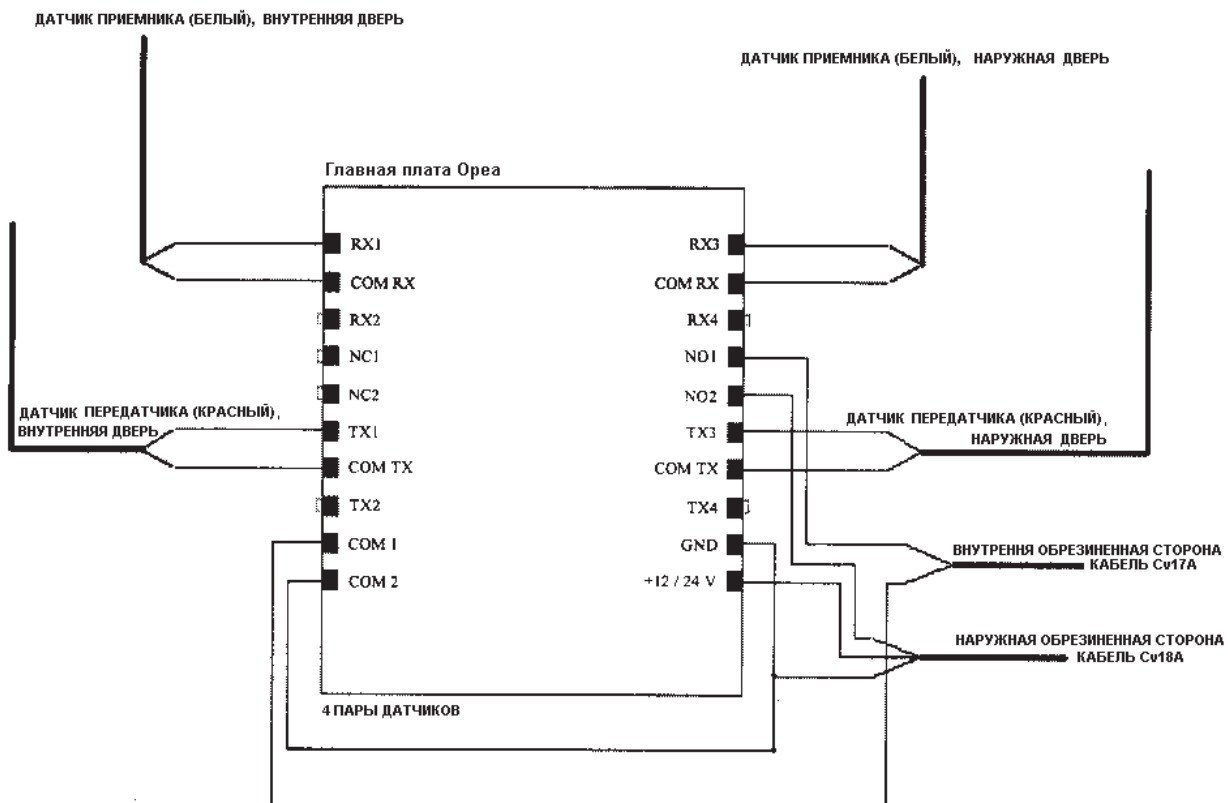 ДАТЧИК ПРИЕМНИКА (БЕЛЫЙ), ВНУТРЕННЯЯ ДВЕРЬ
ДАТЧИК ПРИЕМНИКА (БЕЛЫЙ), НАРУЖНАЯ ДВЕРЬ
Главная плата Opea
RX1
COM RX
RX2
NC1
NC2
TX1
COM TX
TX2
COM 1
COM 2
RX3
COM RX
RX4
NO1
NO2
TX3
COM TX
TX4
GND
+12 / 24 V
ДАТЧИК ПЕРЕДАТЧИКА (КРАСНЫЙ),
ВНУТРЕННЯЯ ДВЕРЬ
ДАТЧИК ПЕРЕДАТЧИКА (КРАСНЫЙ),
НАРУЖНАЯ ДВЕРЬ
ВНУТРЕННЯ ОБРЕЗИНЕННАЯ СТОРОНА
КАБЕЛЬ Cv17A
НАРУЖНАЯ ОБРЕЗИНЕННАЯ СТОРОНА
КАБЕЛЬ Cv18A
4 ПАРЫ ДАТЧИКОВ